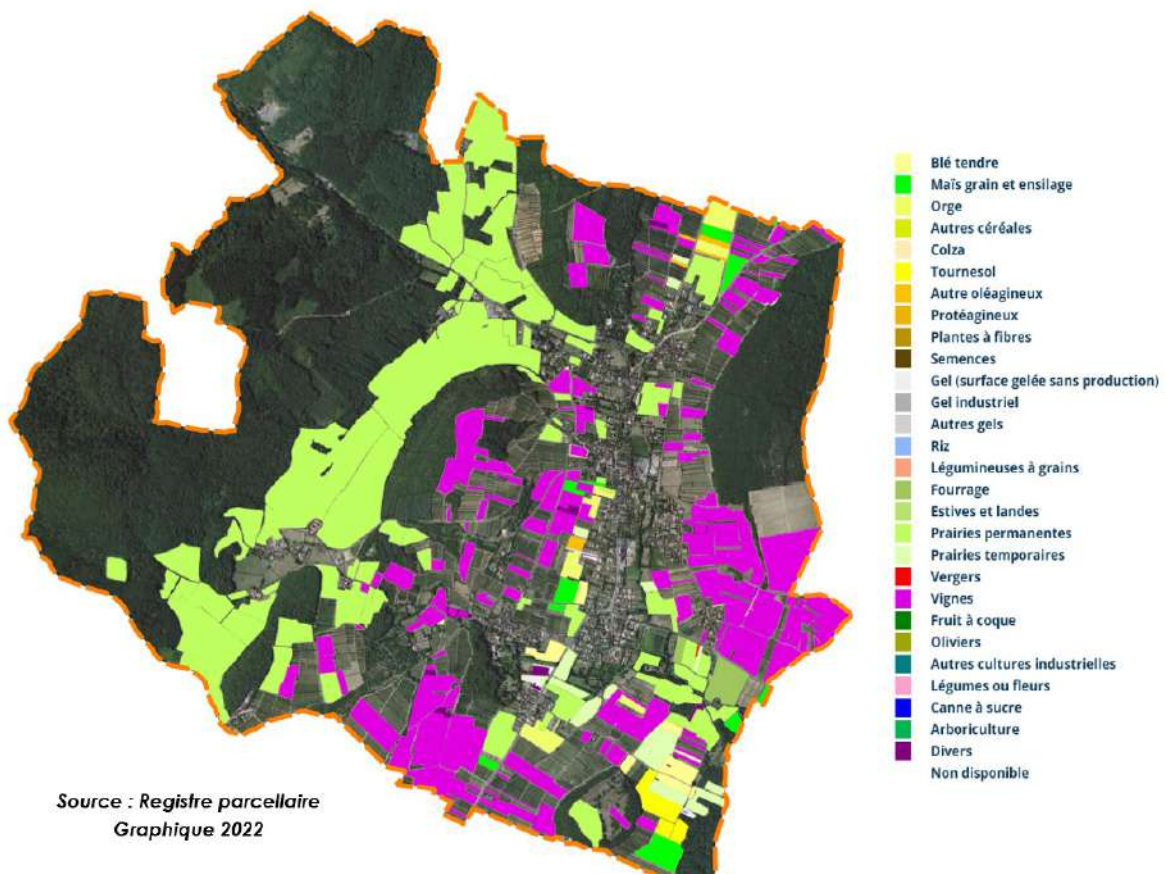 Blé tendre
Maïs grain et ensilage
Orge
Autres céréales
Colza
Tournesol
Autre oléagineux
Protéagineux
Plantes à fibres
Semences
Gel (surface gelée sans production)
Gel industriel
Autres gels
Riz
Légumineuses à grains
Fourrage
Estives et landes
Prairies permanentes
Prairies temporaires
Vergers
Vignes
Fruit à coque
Oliviers
Autres cultures industrielles
Légumes ou fleurs
Canne à sucre
Arboriculture
Divers
Non disponible
Source : Registre parcellaire
Graphique 2022